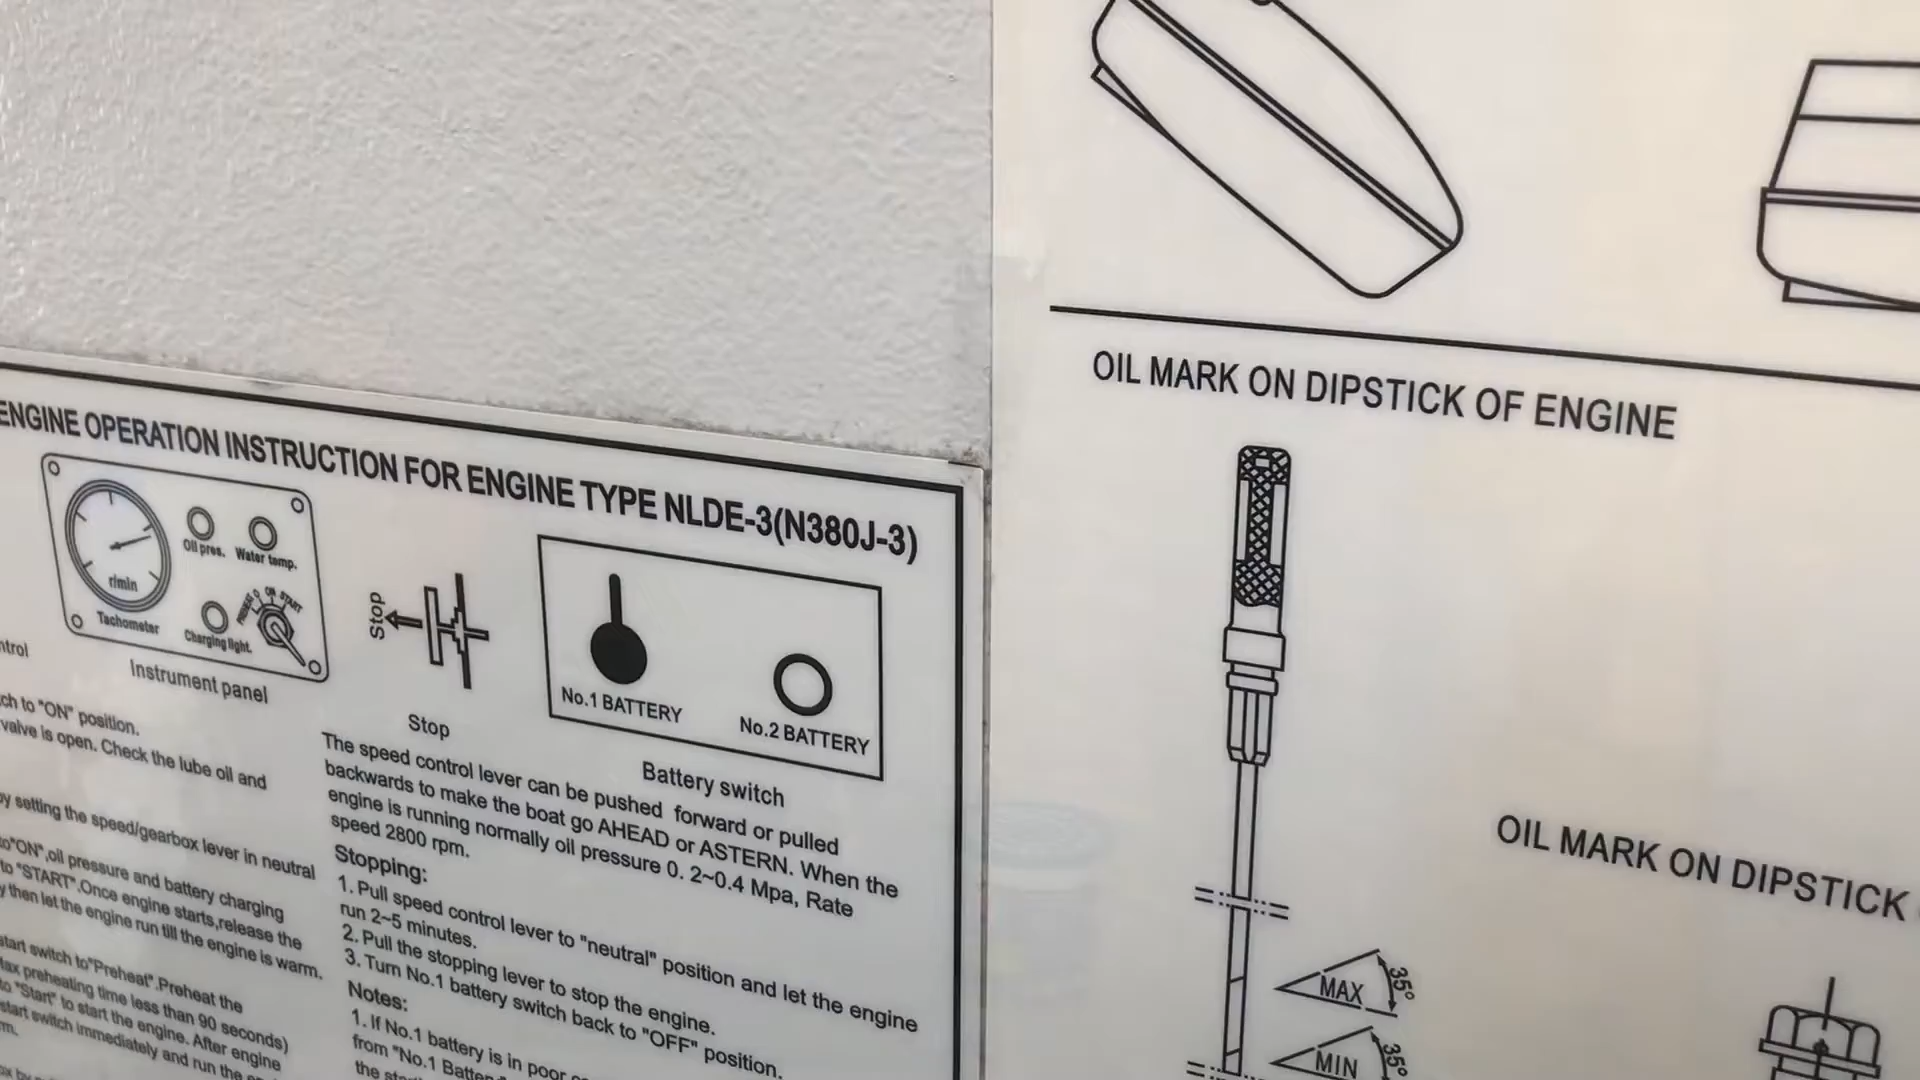 ENGINE OPERATION INSTRUCTION FOR ENGINE TYPE NLDE-3(N380J-3)
Oil pres. Water temp.
r/min
PREHEAT O ON START
Tachometer
Charging light.
Instrument panel
Stop
Stop
No.1 BATTERY
No.2 BATTERY
Battery switch
ntrol
ch to "ON" position.
valve is open. Check the lube oil and
by setting the speed/gearbox lever in neutral
to"ON",oil pressure and battery charging
to "START".Once engine starts,release the
then let the engine run till the engine is warm.
start switch to"Preheat".Preheat the
Max preheating time less than 90 seconds)
to "Start" to start the engine. After engine
start switch immediately and run the
The speed control lever can be pushed forward or pulled
backwards to make the boat go AHEAD or ASTERN. When the
engine is running normally oil pressure 0. 2~0.4 Mpa, Rate
speed 2800 rpm.
Stopping:
1. Pull speed control lever to "neutral" position and let the engine
run 2~5 minutes.
2. Pull the stopping lever to stop the engine.
3. Turn No.1 battery switch back to "OFF" position.
Notes:
1. If No.1 battery is in poor
from "No.1 Batter
the
OIL MARK ON DIPSTICK OF ENGINE
OIL MARK ON DIPSTICK
MAX
35°
MIN
35°